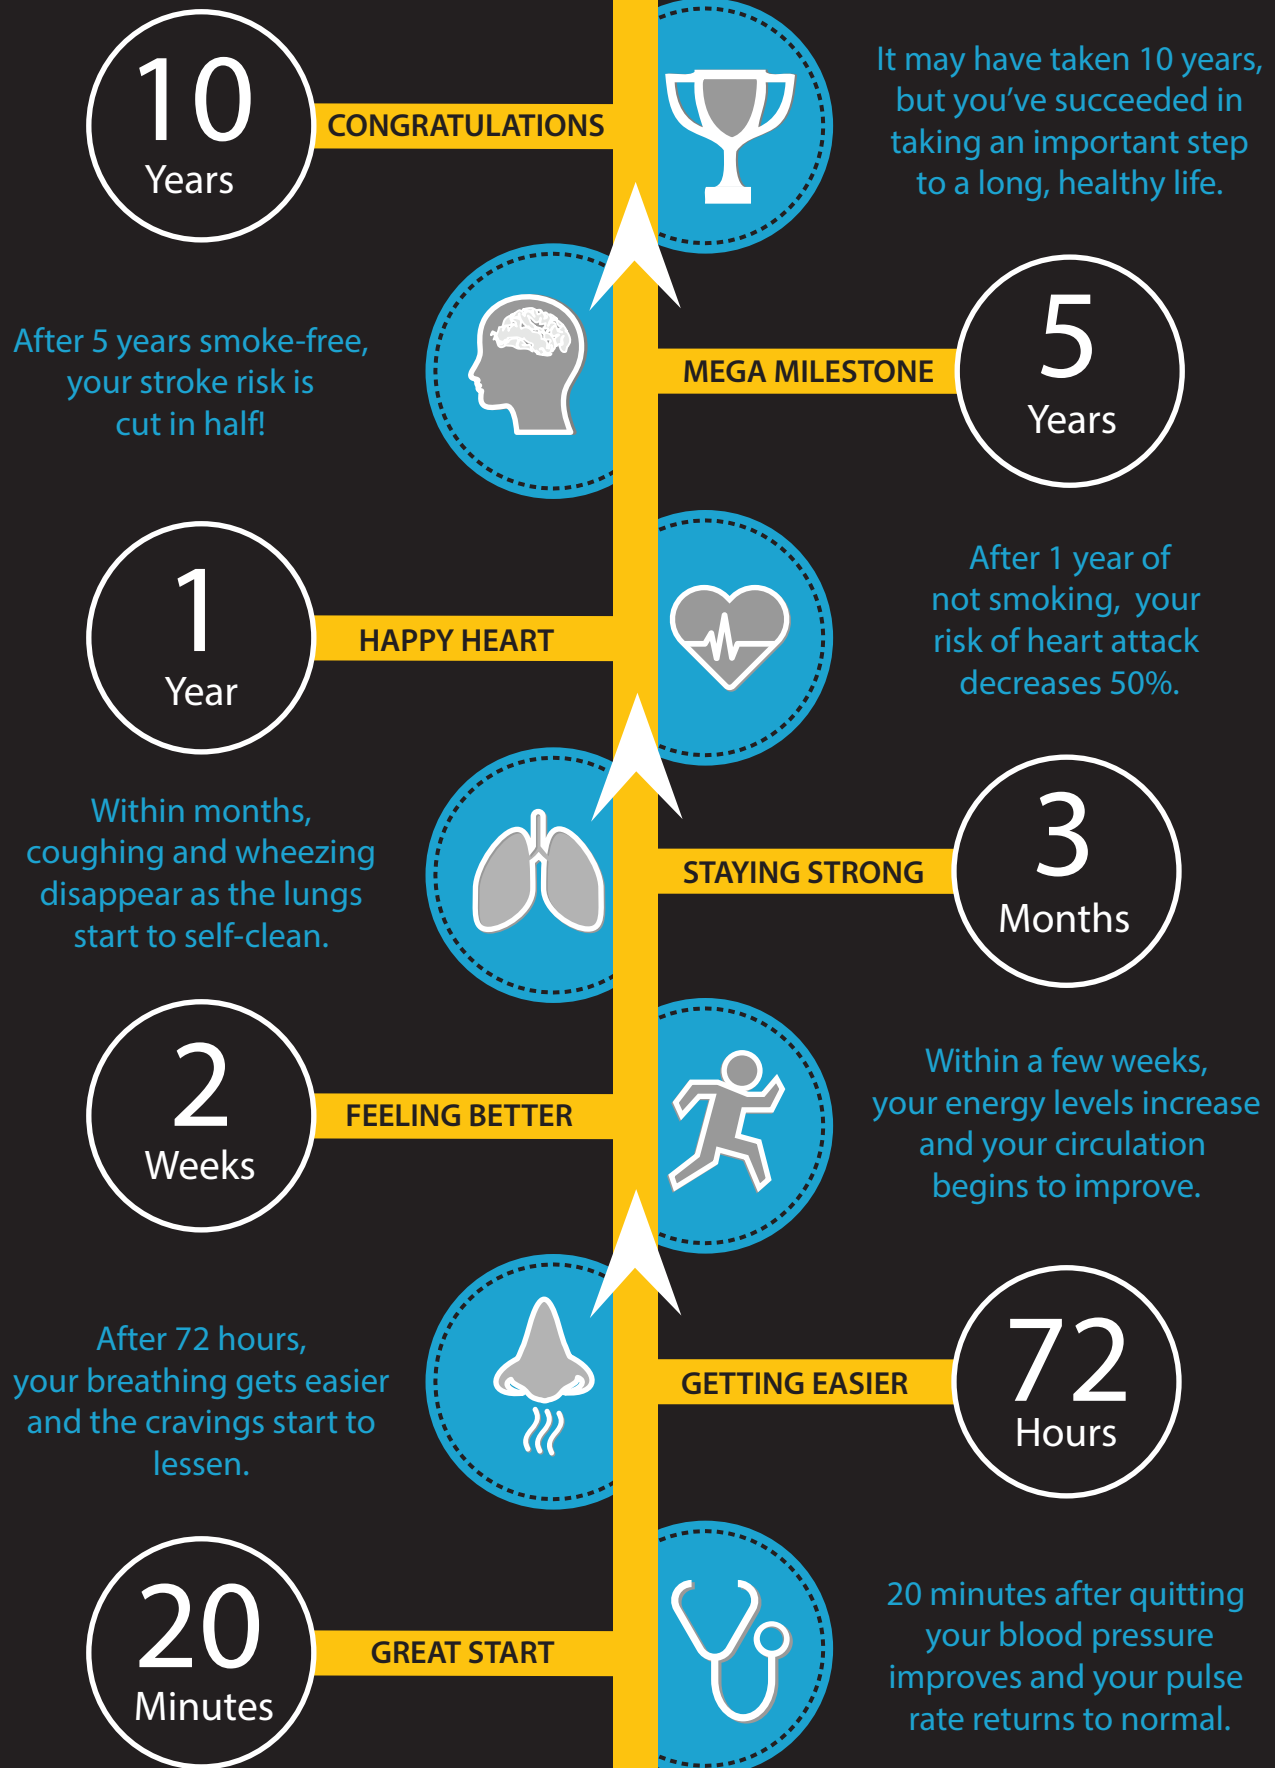 10
Years
CONGRATULATIONS
It may have taken 10 years,
but you’ve succeeded in
taking an important step
to a long, healthy life.
After 5 years smoke-free,
your stroke risk is
cut in half!
MEGA MILESTONE
5
Years
1
Year
HAPPY HEART
After 1 year of
not smoking, your
risk of heart attack
decreases 50%.
Within months,
coughing and wheezing
disappear as the lungs
start to self-clean.
STAYING STRONG
3
Months
2
Weeks
FEELING BETTER
Within a few weeks,
your energy levels increase
and your circulation
begins to improve.
After 72 hours,
your breathing gets easier
and the cravings start to
lessen.
GETTING EASIER
72
Hours
20
Minutes
GREAT START
20 minutes after quitting
your blood pressure
improves and your pulse
rate returns to normal.